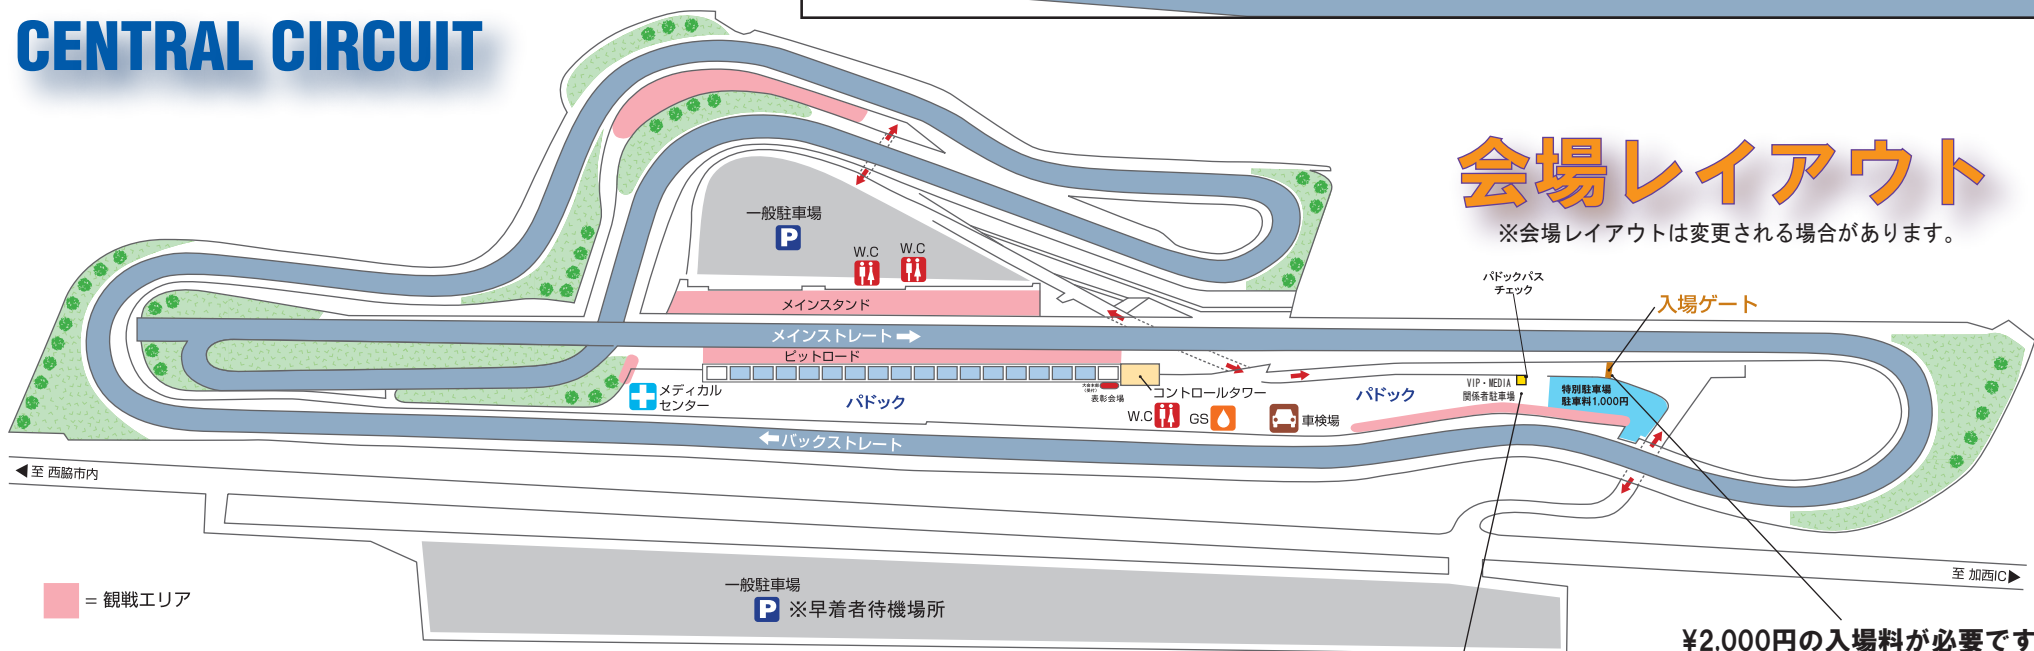 CENTRAL CIRCUIT
会場レイアウト
※会場レイアウトは変更される場合があります。
一般駐車場
P
W.C
W.C
メインスタンド
メインストレート
ピットロード
パドックパス
チェック
入場ゲート
メディカル
センター
パドック
表彰会場
コントロールタワー
W.C
GS
車検場
パドック
VIP・MEDIA
関係者駐車場
特別駐車場
駐車料1.000円
バックストレート
至 西脇市内
至 加西IC
= 観戦エリア
一般駐車場
P ※早着者待機場所
¥2.000円の入場料が必要です